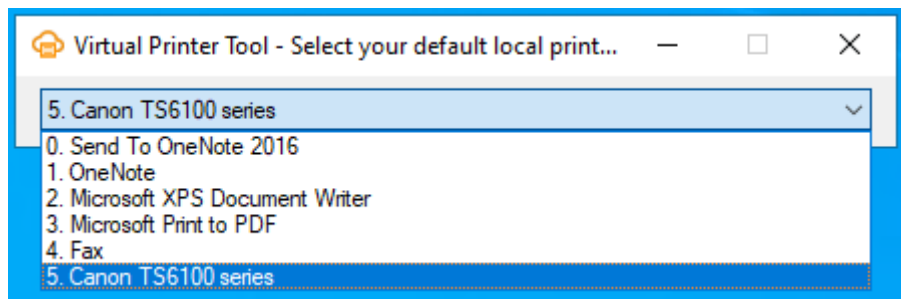 Virtual Printer Tool - Select your default local print...
5. Canon TS6100 series
0. Send To OneNote 2016
1. OneNote
2. Microsoft XPS Document Writer
3. Microsoft Print to PDF
4. Fax
5. Canon TS6100 series